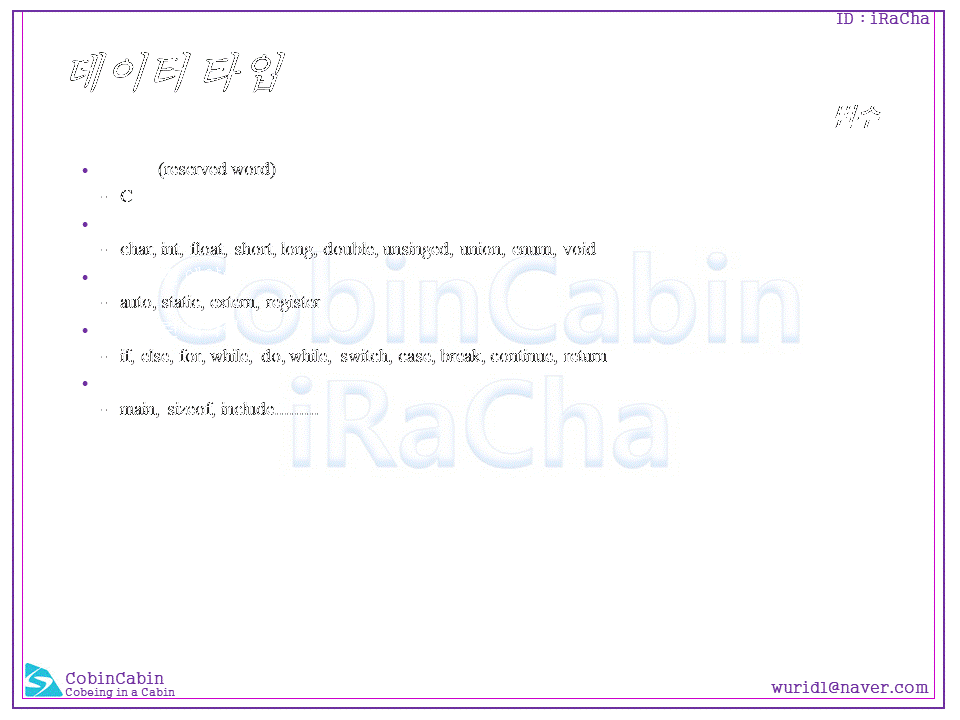 ID : iRaCha
데이터 타입
변수
• (reserved word)
– C
•
– char, int, float, short, long, double, unsinged, union, enum, void
•
– auto, static, extern, register
•
– if, else, for, while, do, while, switch, case, break, continue, return
•
– main, sizeof, include...........
CobinCabin
iRaCha
CobinCabin
Cobeing in a Cabin
wurid1@naver.com